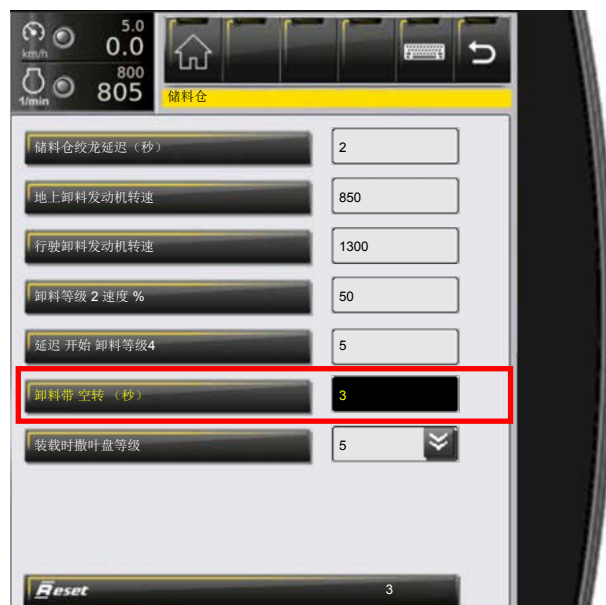 5.0
km/h 0.0
800
1/min 805
储料仓
储料仓绞龙延迟（秒） 2
地上卸料发动机转速 850
行驶卸料发动机转速 1300
卸料等级 2 速度 % 50
延迟 开始 卸料等级4 5
卸料带 空转 （秒） 3
装载时撒叶盘等级 5
Reset 3